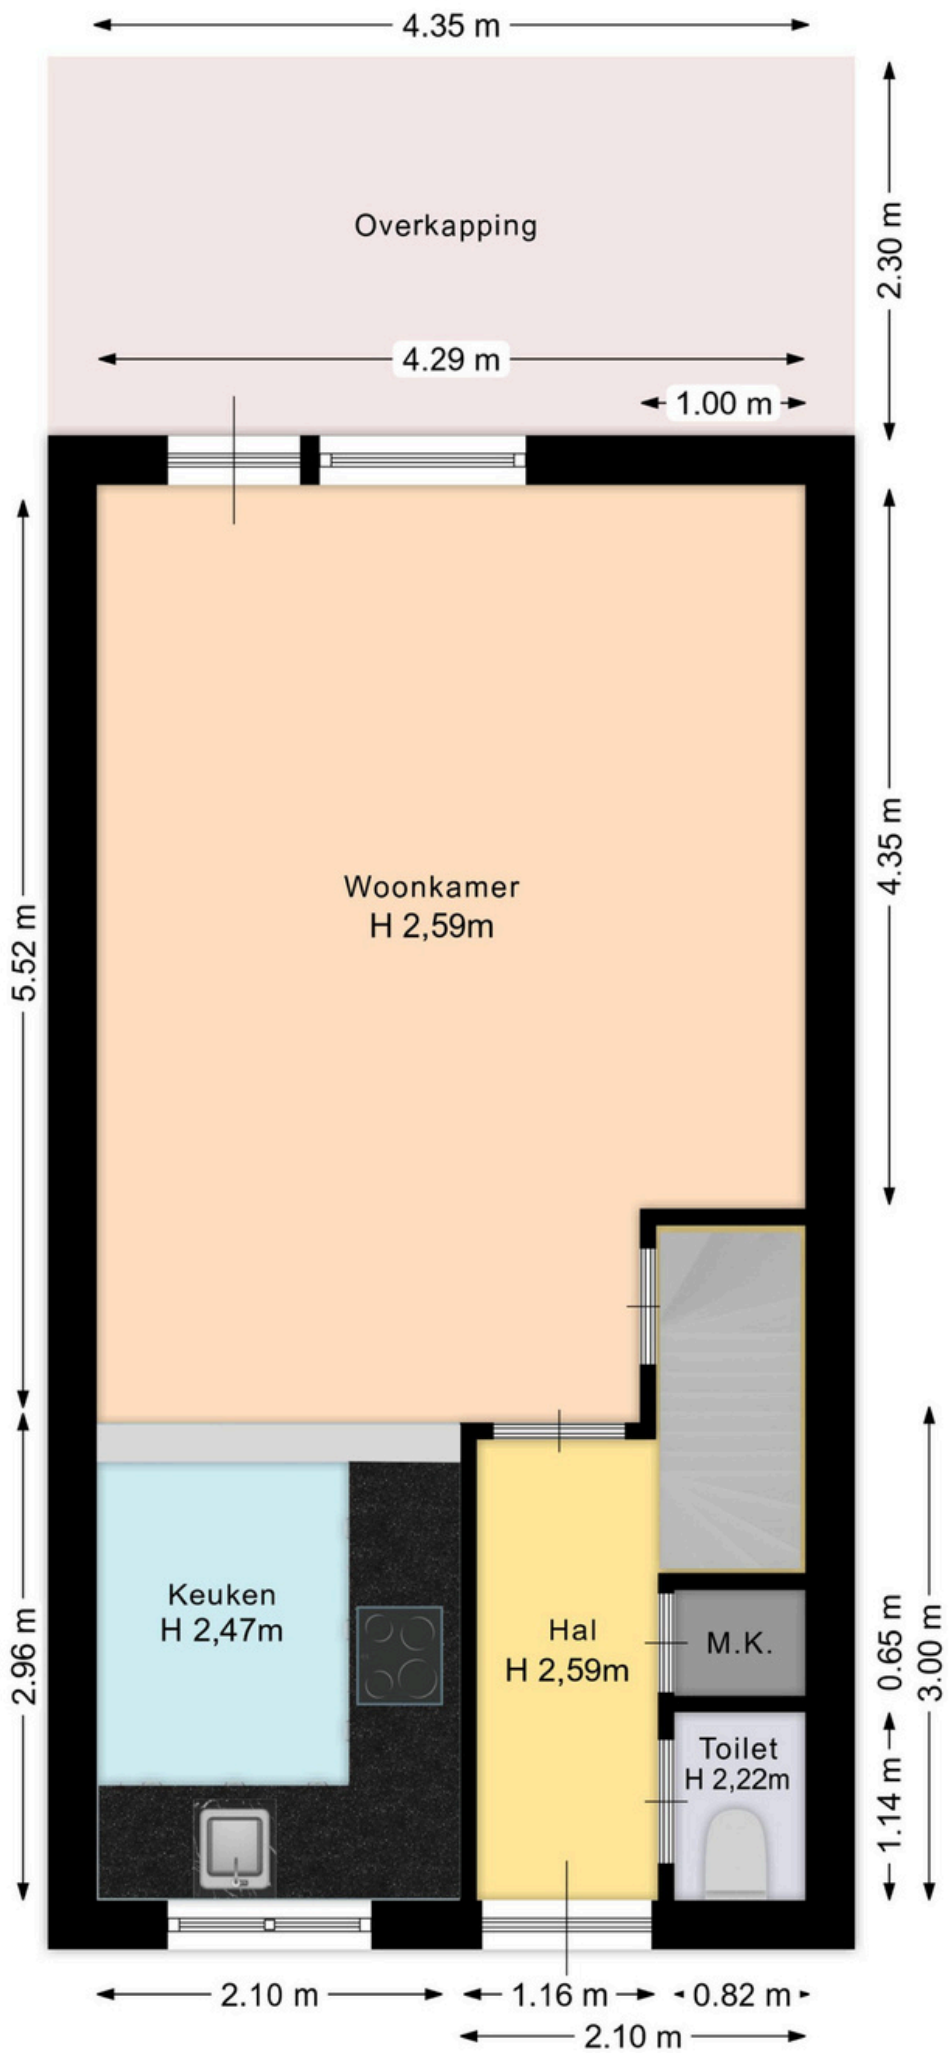 4.35 m
Overkapping
2.30 m
4.29 m
1.00 m
5.52 m
4.35 m
Woonkamer
H 2,59m
2.96 m
Keuken
H 2,47m
Hal
H 2,59m
M.K.
0.65 m
3.00 m
Toilet
H 2,22m
1.14 m
2.10 m
1.16 m
0.82 m
2.10 m